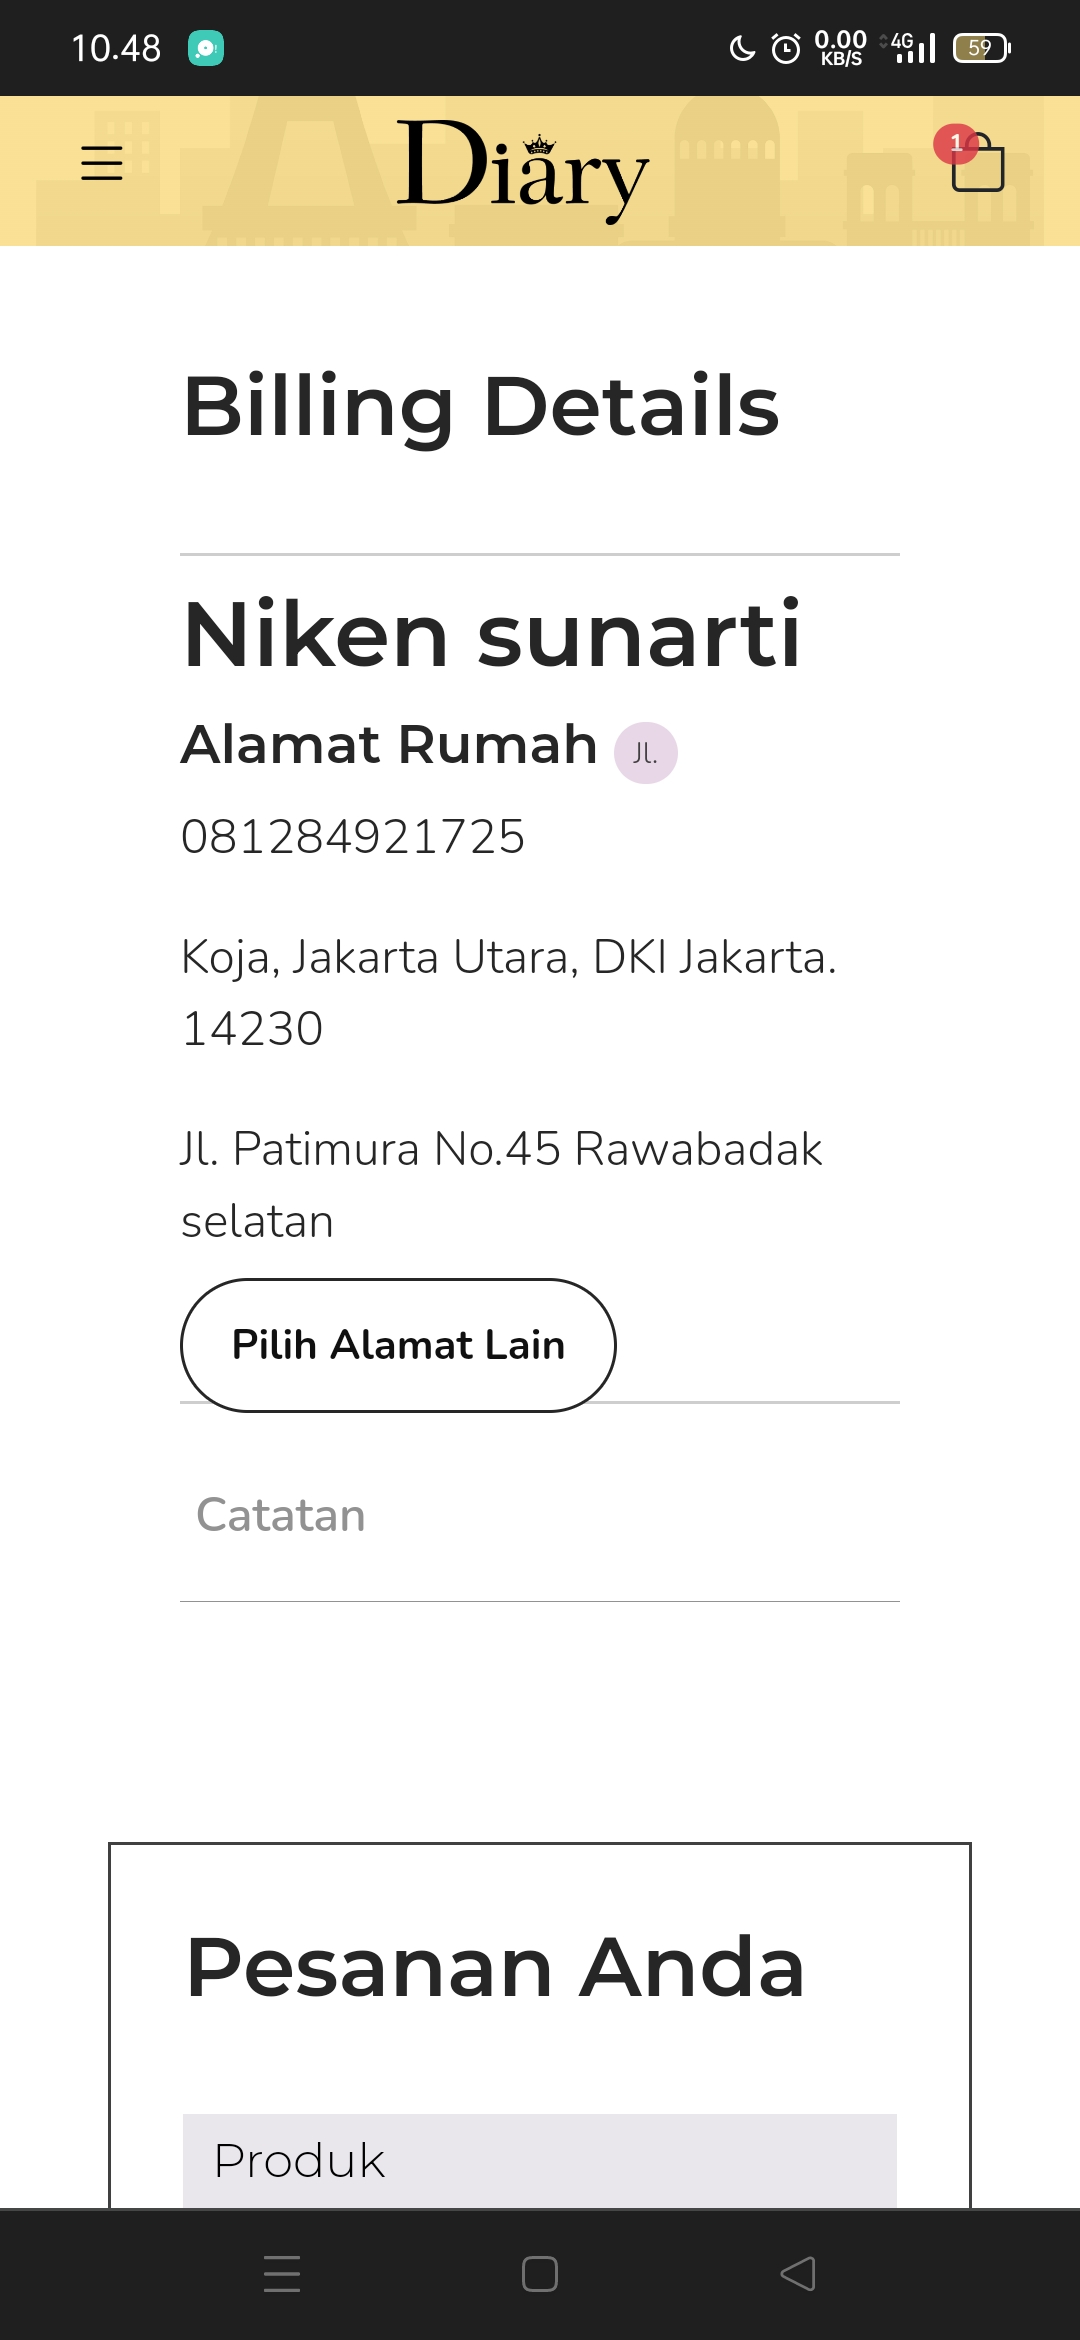 10.48
0.00
KB/S
4G
59
Diary
1
Billing Details
Niken sunarti
Alamat Rumah Jl.
081284921725
Koja, Jakarta Utara, DKI Jakarta.
14230
Jl. Patimura No.45 Rawabadak
selatan
Pilih Alamat Lain
Catatan
Pesanan Anda
Produk